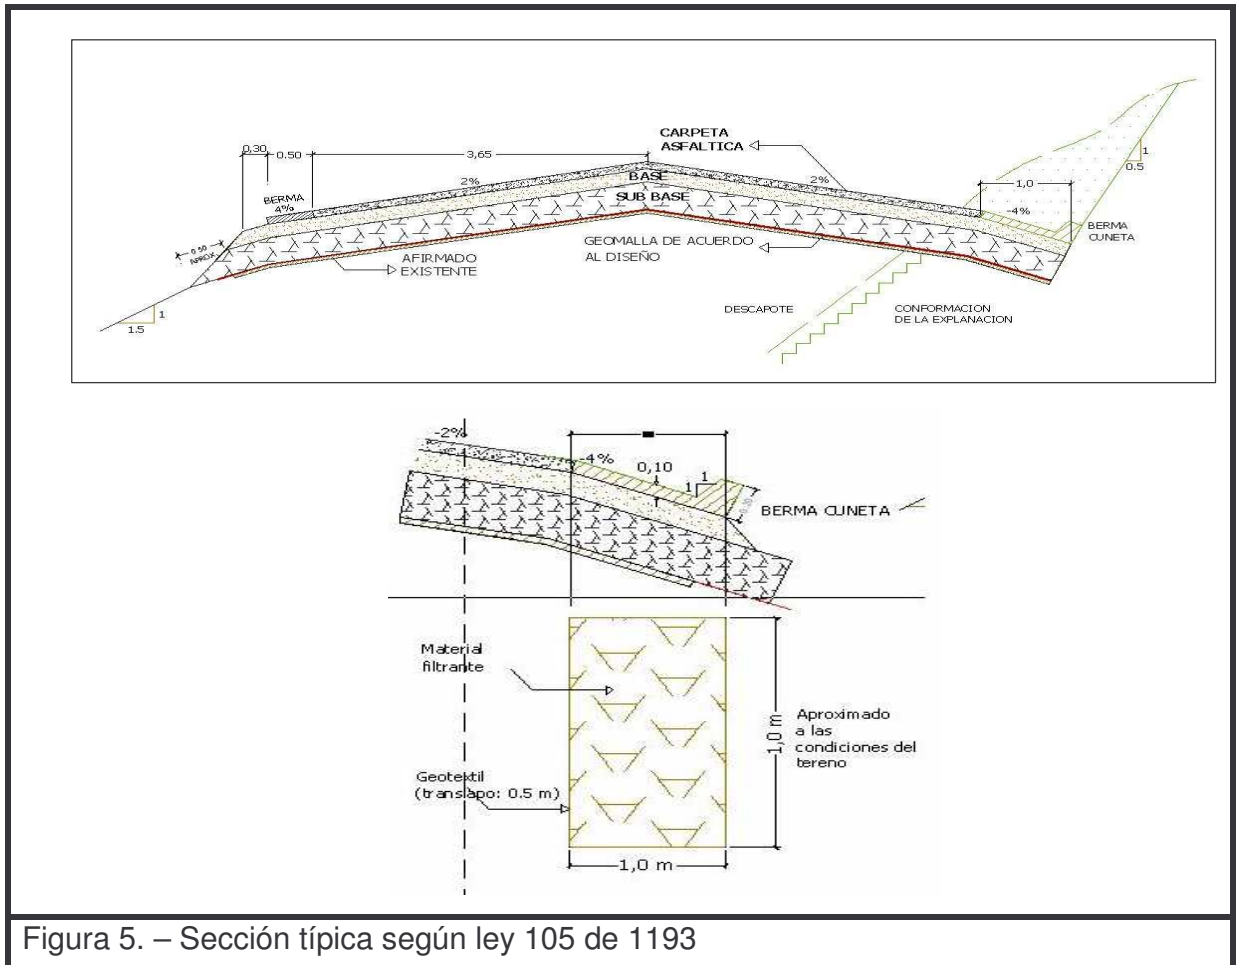 CARPETA
ASFALTICA
0,30
0.50
3,65
2%
BASE
2%
SUB BASE
BERMA
4%
1
0.5
1,0
-4%
BERMA
CUNETA
0.50
APROX
AFIRMADO
EXISTENTE
GEOMALLA DE ACUERDO
AL DISEÑO
1
1.5
DESCAPOTE
CONFORMACION
DE LA EXPLANACION
-2%
-4%
0,10
1
1
BERMA CUNETA
Material
filtrante
1,0 m
Aproximado
a las
condiciones del
tereno
Geotextil
(translapo: 0.5 m)
1,0 m
Figura 5. – Sección típica según ley 105 de 1193